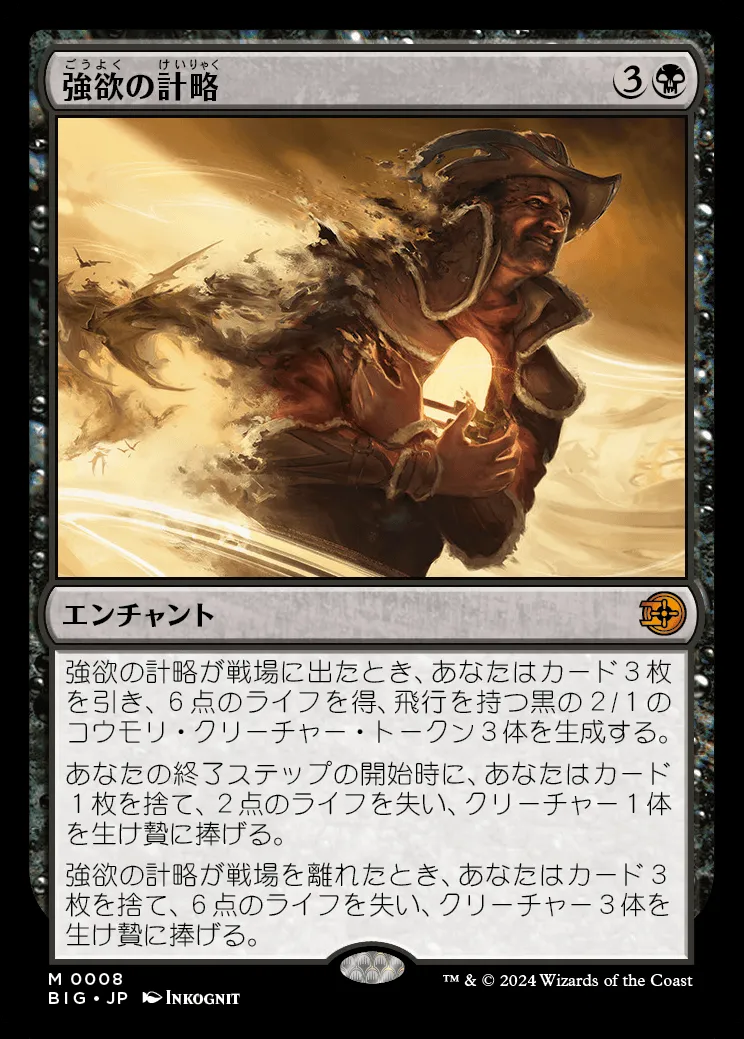 ごうよく けいりゃく
強欲の計略 3
エンチャント
強欲の計略が戦場に出たとき、あなたはカード3枚
を引き、6点のライフを得、飛行を持つ黒の2/1の
コウモリ・クリーチャー・トークン3体を生成する。
あなたの終了ステップの開始時に、あなたはカード
1枚を捨て、2点のライフを失い、クリーチャー1体
を生け贄に捧げる。
強欲の計略が戦場を離れたとき、あなたはカード3
枚を捨て、6点のライフを失い、クリーチャー3体を
生け贄に捧げる。
M 0008
BIG • JP INKOGNIT
™ & © 2024 Wizards of the Coast